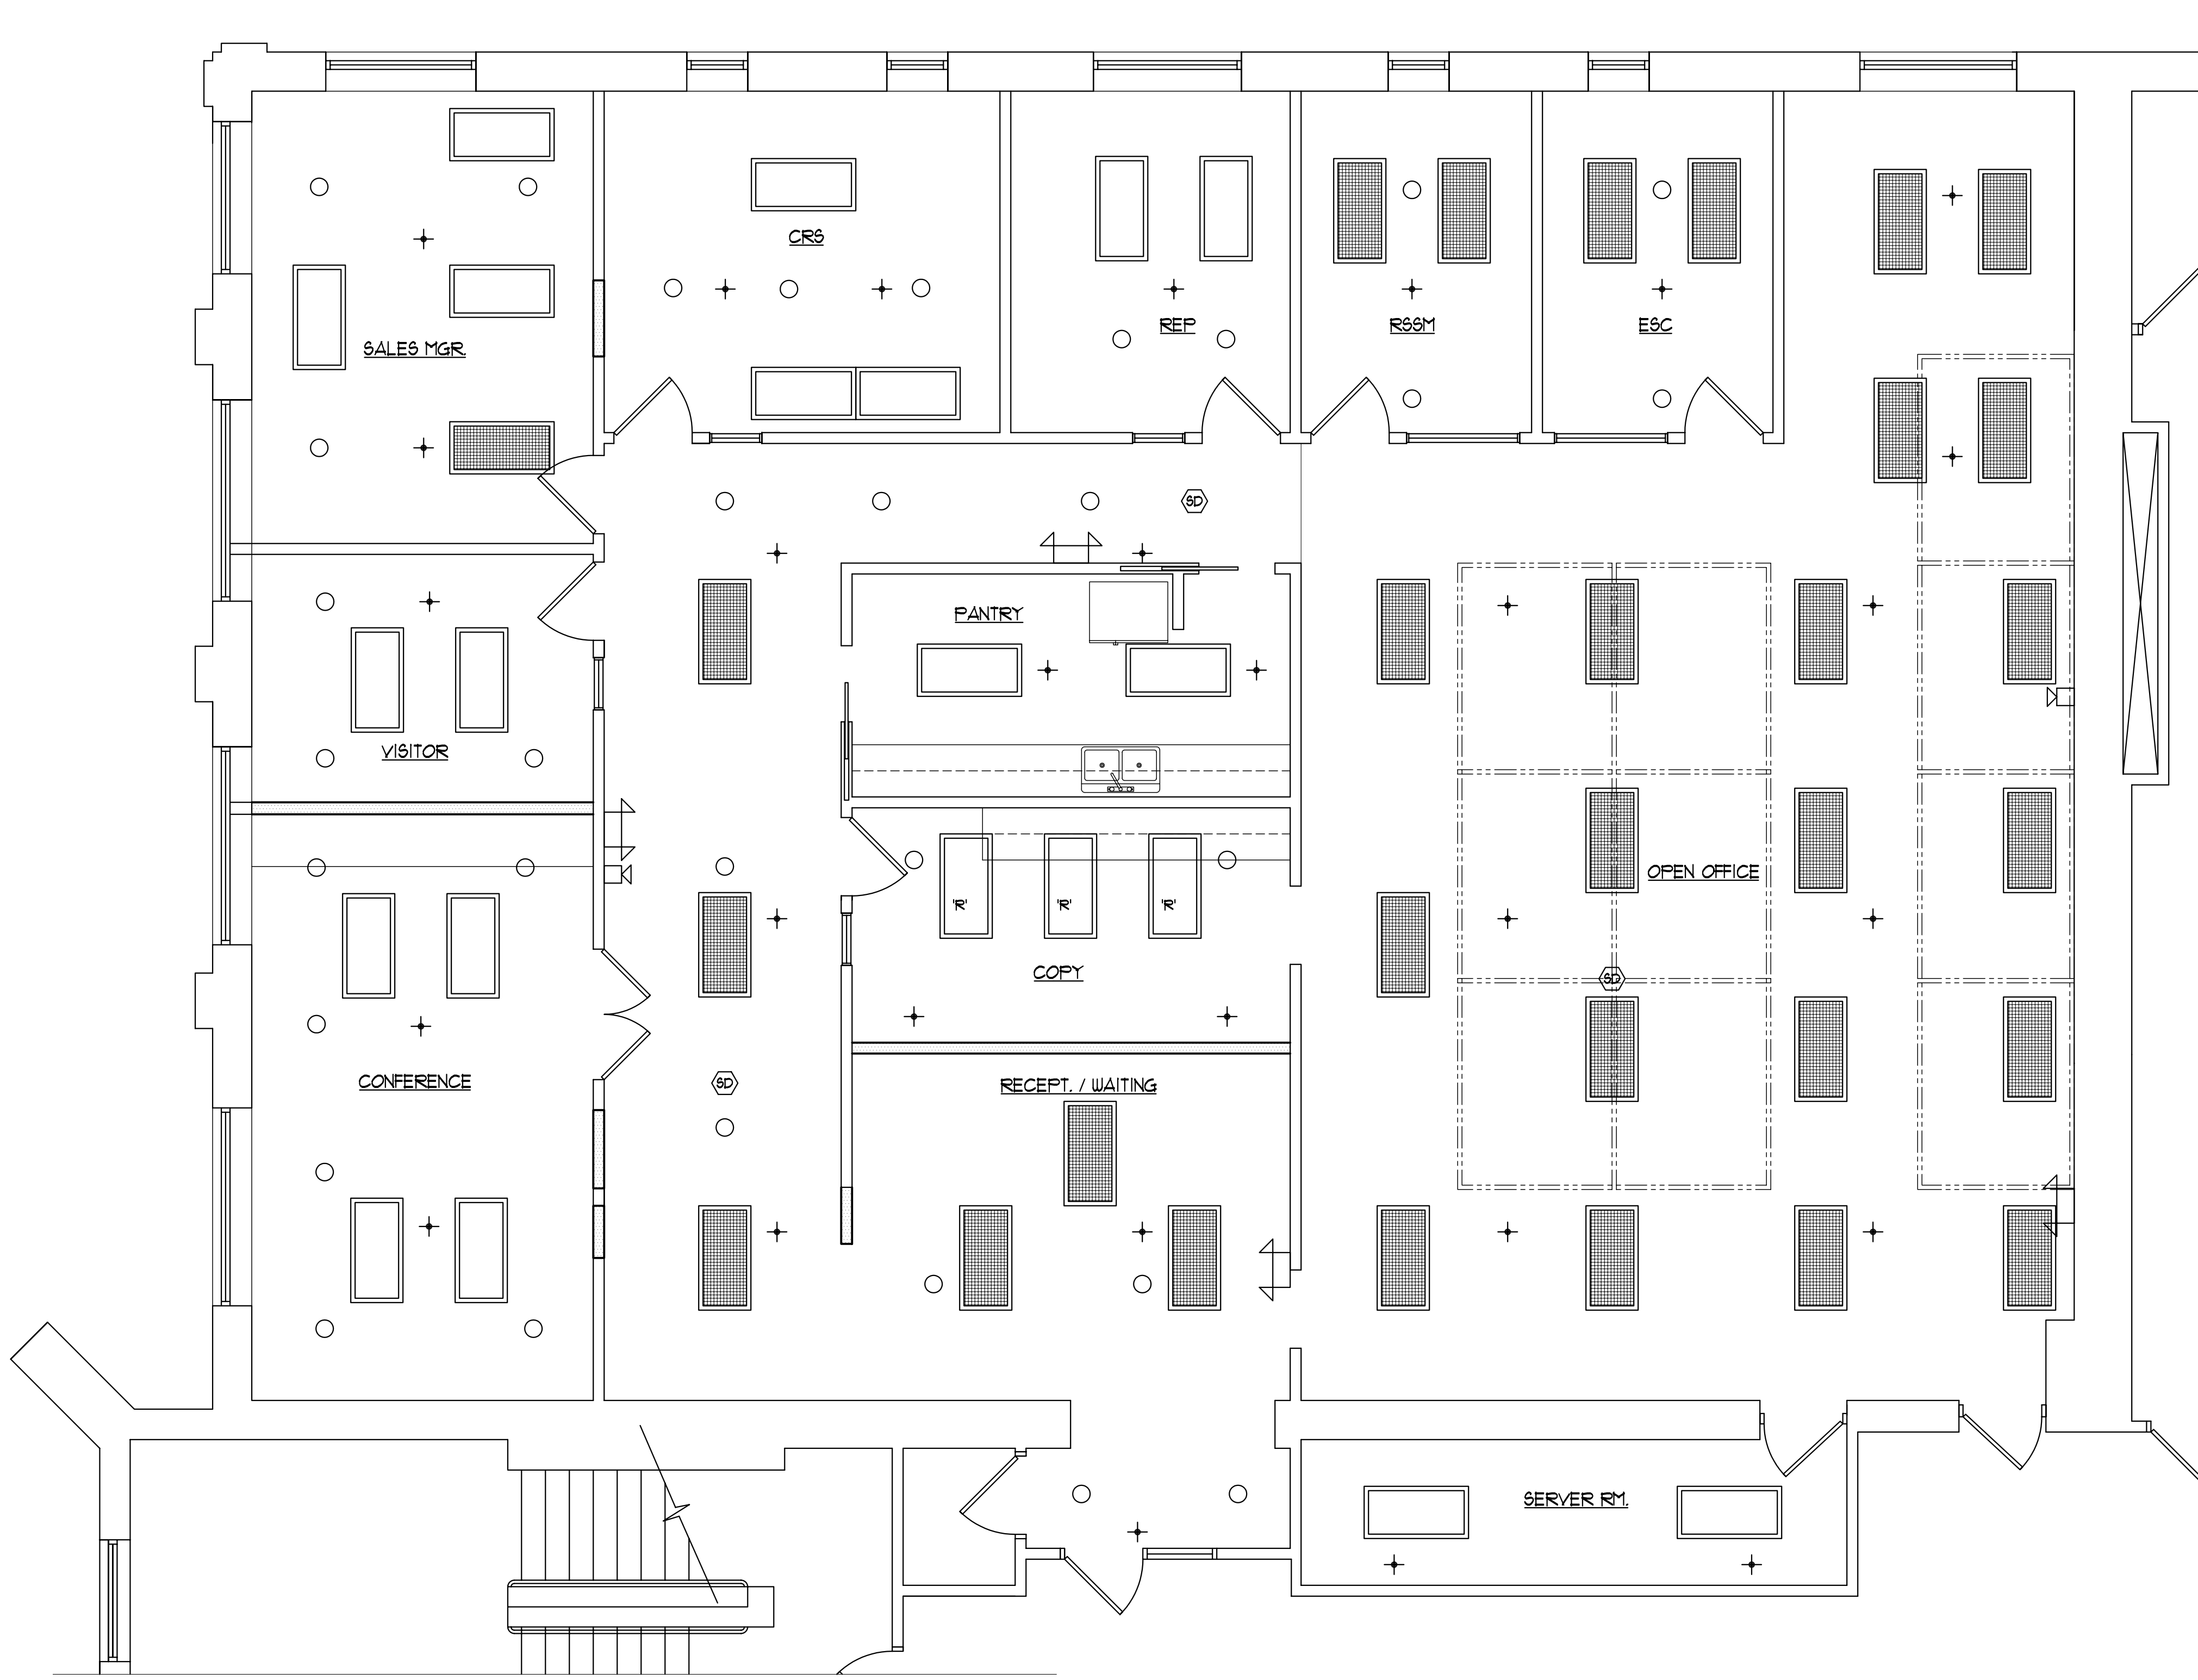 CRS
REP
RSSM
ESC
SALES MGR.
SD
PANTRY
VISITOR
OPEN OFFICE
COPY
SD
CONFERENCE
SD
RECEPT. / WAITING
SERVER RM.